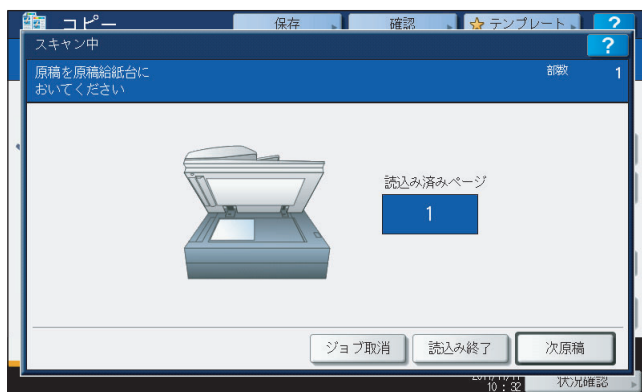 コピー
保存
確認
テンプレート
?
スキャン中
?
原稿を原稿給紙台に
おいてください
部数 1
読込み済みページ
1
ジョブ取消
読込み終了
次原稿
10:32
状況確認